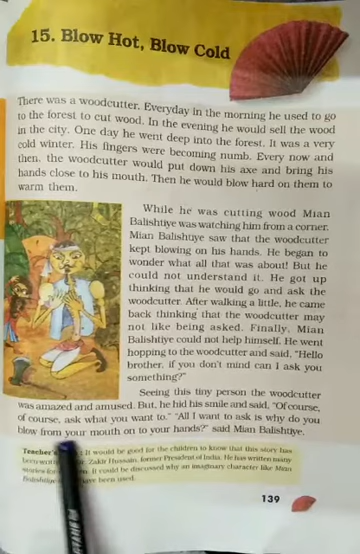 15. Blow Hot, Blow Cold
There was a woodcutter. Everyday in the morning he used to go
to the forest to cut wood. In the evening he would sell the wood
in the city. One day he went deep into the forest. It was a very
cold winter. His fingers were becoming numb. Every now and
then, the woodcutter would put down his axe and bring his
hands close to his mouth. Then he would blow hard on them to
warm them.
While he was cutting wood Mian
Balishtiye was watching him from a corner.
Mian Balishtiye saw that the woodcutter
kept blowing on his hands. He began to
wonder what all that was about! But he
could not understand it. He got up
thinking that he would go and ask the
woodcutter. After walking a little, he came
back thinking that the woodcutter may
not like being asked. Finally, Mian
Balishtiye could not help himself. He went
hopping to the woodcutter and said, "Hello
brother, if you don't mind can I ask you
something?"
Seeing this tiny person the woodcutter
was amazed and amused. But, he hid his smile and said, "Of course,
of course, ask what you want to." "All I want to ask is why do you
blow from your mouth on to your hands?" said Mian Balishtiye.
Teacher's : It would be good for the children to know that this story has
been Zakir Hussain, former President of India. He has written many
stories for It could be discussed why an imaginary character like Mian
Balishtiye have been used.
139